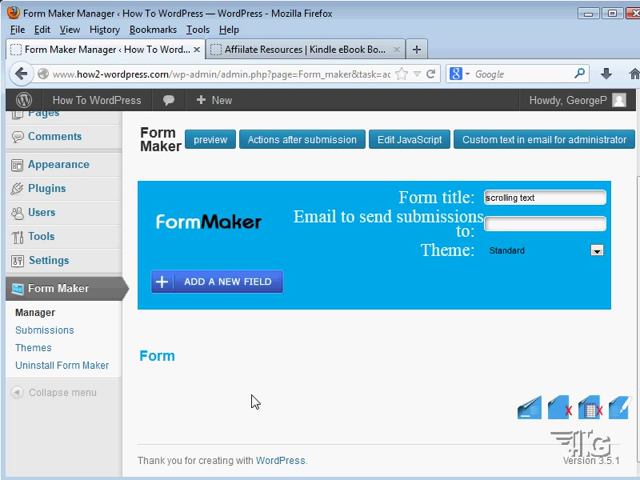 Form Maker Manager ‹ How To WordPress — WordPress - Mozilla Firefox
File Edit View History Bookmarks Tools Help
Form Maker Manager ‹ How To WordPr... × Affiilate Resources | Kindle eBook Bo... × +
www.how2-wordpress.com/wp-admin/admin.php?page=Form_maker&task=ac
Google
How To WordPress + New Howdy, GeorgeP
Pages
Comments
Appearance
Plugins
Users
Tools
Settings
Form Maker
Manager
Submissions
Themes
Uninstall Form Maker
Collapse menu
Form Maker
preview Actions after submission Edit JavaScript Custom text in email for administrator
FormMaker
Form title: scrolling text
Email to send submissions
to:
Theme: Standard
+ ADD A NEW FIELD
Form
Thank you for creating with WordPress. Version 3.5.1